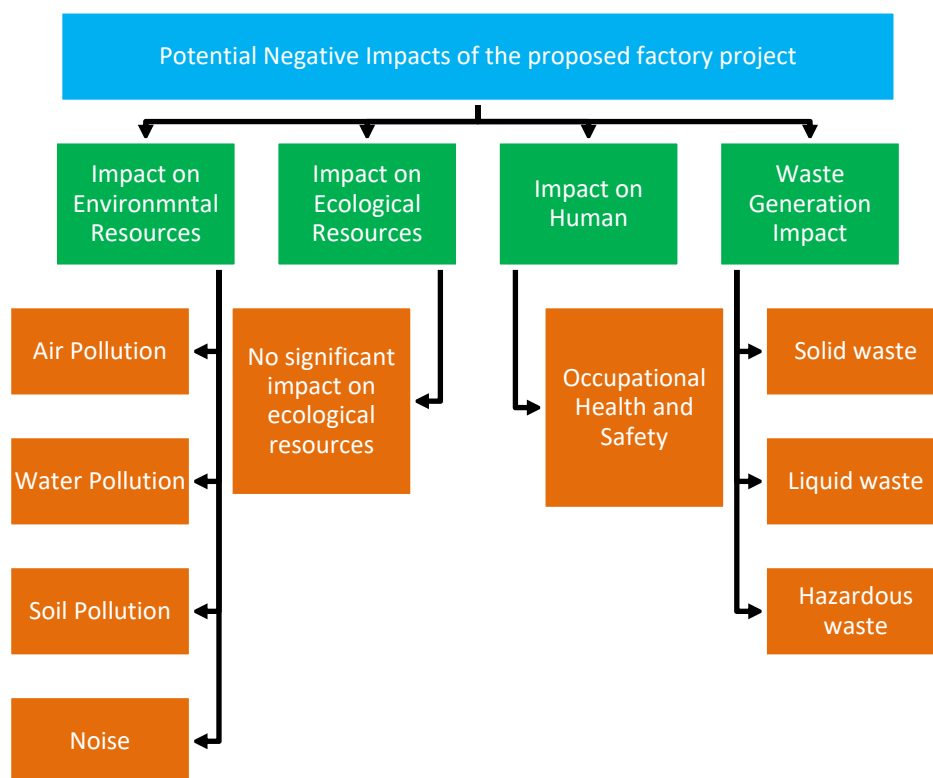 Potential Negative Impacts of the proposed factory project
Impact on
Environmntal
Resources
Impact on
Ecological
Resources
Impact on
Human
Waste
Generation
Impact
Air Pollution
Water Pollution
Soil Pollution
Noise
No significant
impact on
ecological
resources
Occupational
Health and
Safety
Solid waste
Liquid waste
Hazardous
waste